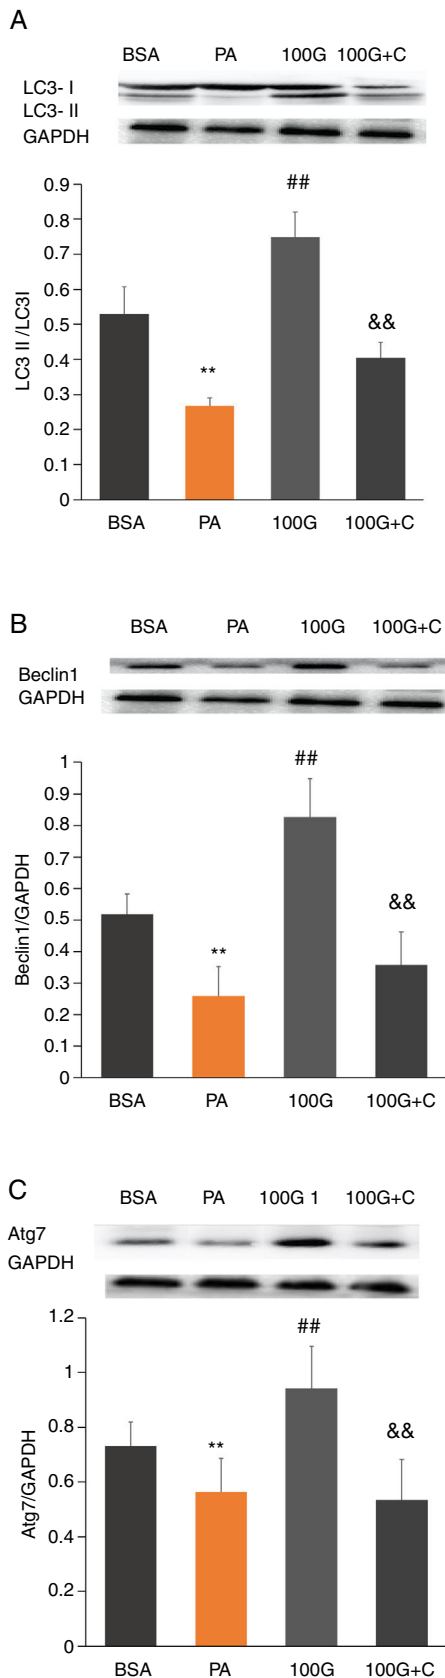 A
BSA PA 100G 100G+C
LC3- I
LC3- II
GAPDH
0.9
0.8
0.7
0.6
0.5
0.4
0.3
0.2
0.1
0
LC3 II /LC3I
**
##
&&
BSA PA 100G 100G+C
B
BSA PA 100G 100G+C
Beclin1
GAPDH
1
0.9
0.8
0.7
0.6
0.5
0.4
0.3
0.2
0.1
0
Beclin1/GAPDH
**
##
&&
BSA PA 100G 100G+C
C
BSA PA 100G 1 100G+C
Atg7
GAPDH
1.2
1
0.8
0.6
0.4
0.2
0
Atg7/GAPDH
**
##
&&
BSA PA 100G 100G+C